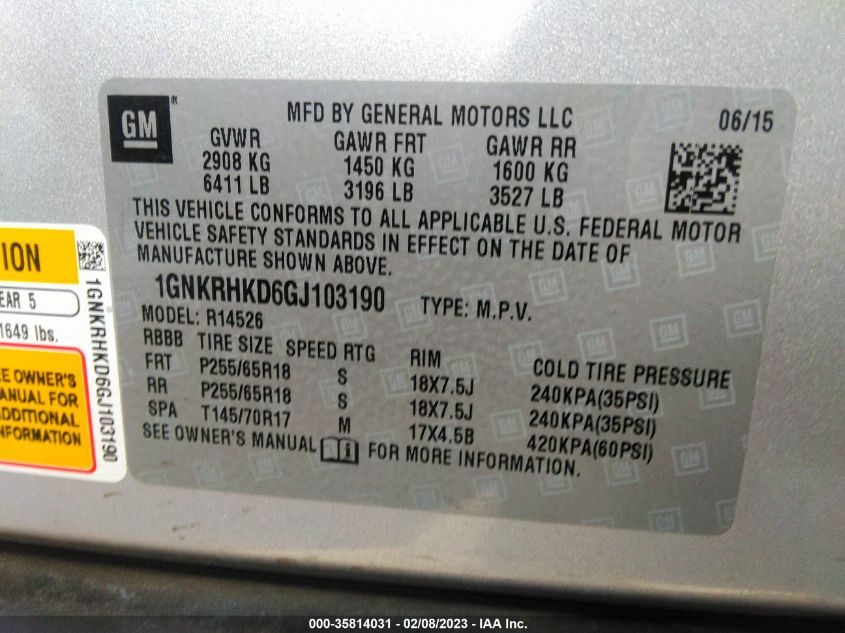 GM
®
MFD BY GENERAL MOTORS LLC
06/15
GVWR GAWR FRT GAWR RR
2908 KG 1450 KG 1600 KG
6411 LB 3196 LB 3527 LB
THIS VEHICLE CONFORMS TO ALL APPLICABLE U.S. FEDERAL MOTOR
VEHICLE SAFETY STANDARDS IN EFFECT ON THE DATE OF
MANUFACTURE SHOWN ABOVE.
1GNKRHKD6GJ103190 TYPE: M.P.V.
MODEL: R14526
RBBB TIRE SIZE SPEED RTG RIM COLD TIRE PRESSURE
FRT P255/65R18 S 18X7.5J 240KPA(35PSI)
RR P255/65R18 S 18X7.5J 240KPA(35PSI)
SPA T145/70R17 M 17X4.5B 420KPA(60PSI)
SEE OWNER'S MANUAL FOR MORE INFORMATION.
ION
EAR 5
1649 lbs.
EE OWNER'S
ANUAL FOR
ADDITIONAL
NFORMATION
1GNKRHKD6GJ103190
000-35814031 - 02/08/2023 - IAA Inc.